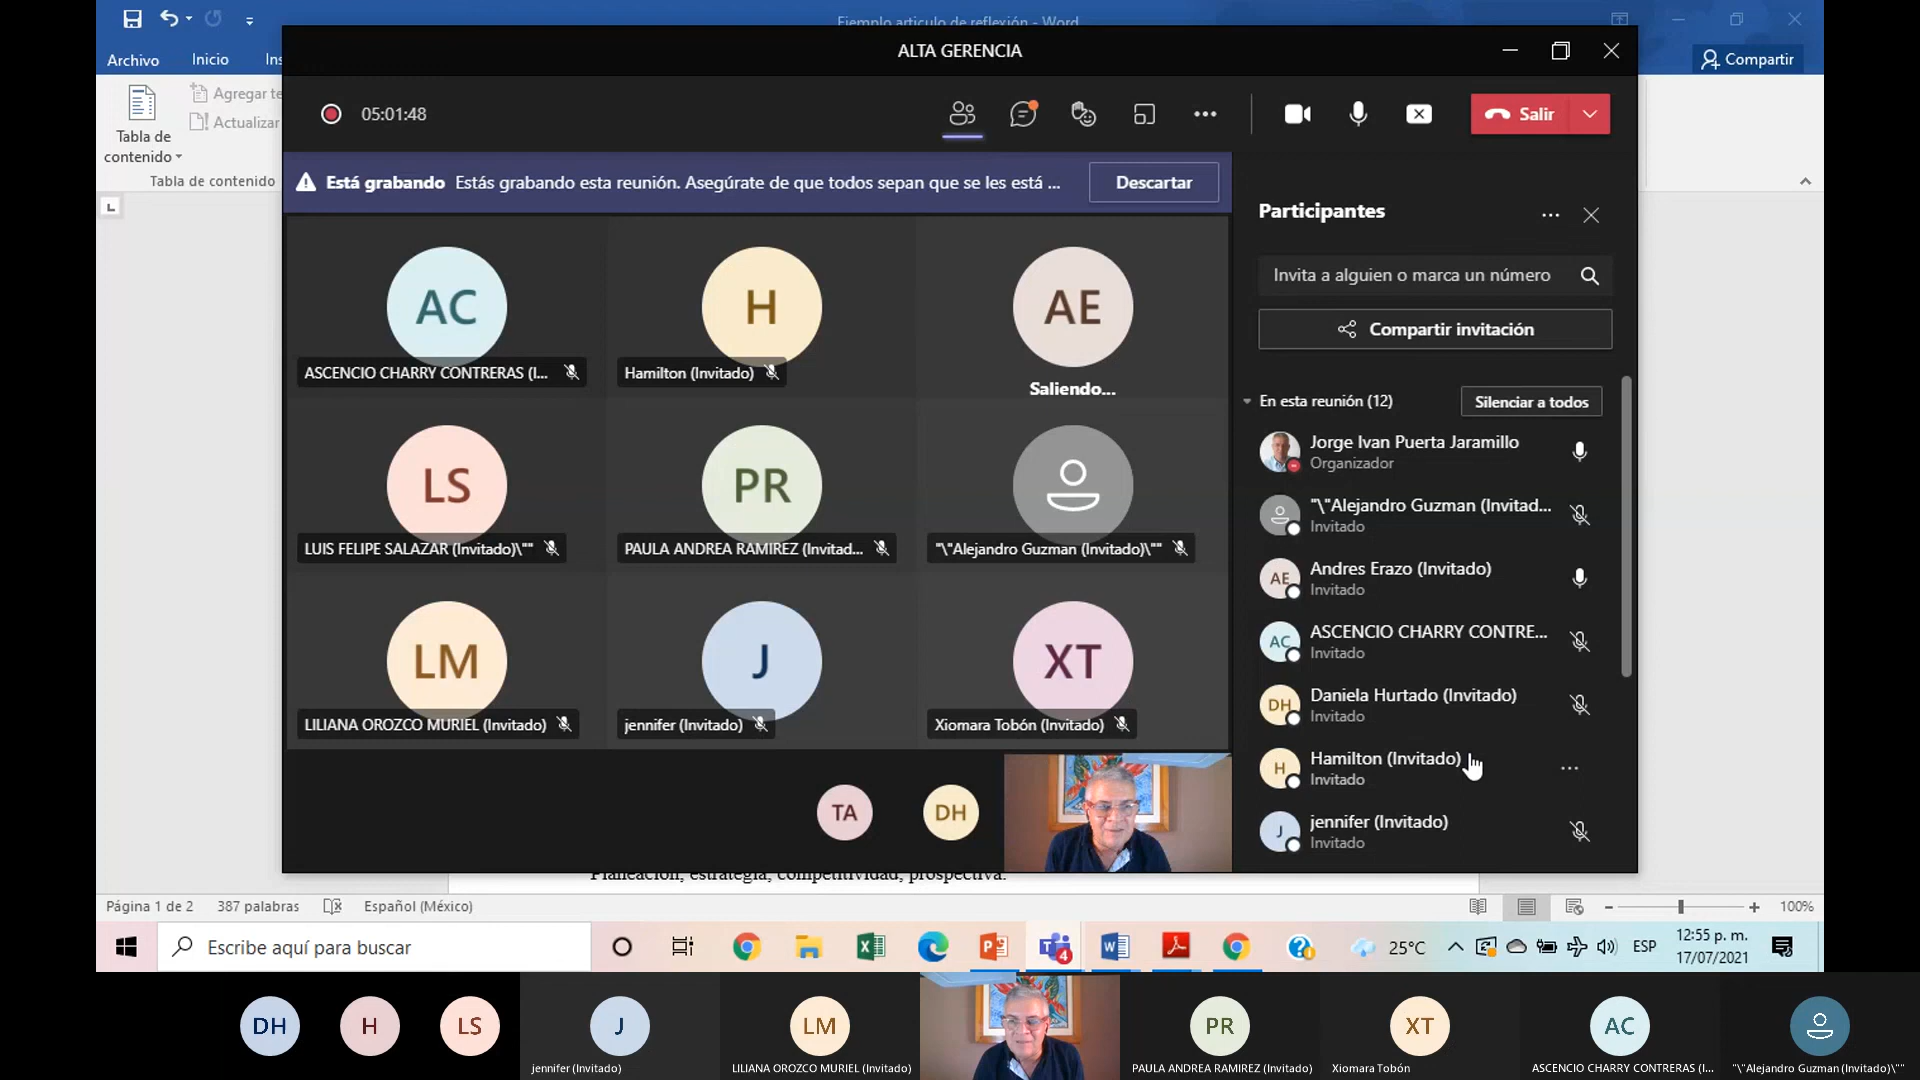 Ejemplo articulo de reflexión - Word
ALTA GERENCIA
Archivo
Inicio
Ins
Compartir
Agregar te
Actualizar
Tabla de
contenido
Tabla de contenido
05:01:48
Salir
Está grabando Estás grabando esta reunión. Asegúrate de que todos sepan que se les está ...
Descartar
AC
H
AE
ASCENCIO CHARRY CONTRERAS (I...
Hamilton (Invitado)
Saliendo...
LS
PR
LUIS FELIPE SALAZAR (Invitado)\""
PAULA ANDREA RAMIREZ (Invitad...
"\"Alejandro Guzman (Invitado)\""
LM
J
XT
LILIANA OROZCO MURIEL (Invitado)
jennifer (Invitado)
Xiomara Tobón (Invitado)
TA
DH
Participantes
Invita a alguien o marca un número
Compartir invitación
En esta reunión (12)
Silenciar a todos
Jorge Ivan Puerta Jaramillo
Organizador
"\"Alejandro Guzman (Invitad...
Invitado
AE
Andres Erazo (Invitado)
Invitado
AC
ASCENCIO CHARRY CONTRE...
Invitado
DH
Daniela Hurtado (Invitado)
Invitado
H
Hamilton (Invitado)
Invitado
J
jennifer (Invitado)
Invitado
Planeación, estrategia, competitividad, prospectiva.
Página 1 de 2
387 palabras
Español (México)
100%
Escribe aquí para buscar
4
25°C
ESP
12:55 p. m.
17/07/2021
DH
H
LS
J
LM
PR
XT
AC
jennifer (Invitado)
LILIANA OROZCO MURIEL (Invitado)
PAULA ANDREA RAMIREZ (Invitado)
Xiomara Tobón
ASCENCIO CHARRY CONTRERAS (I...
"\"Alejandro Guzman (Invitado)\""